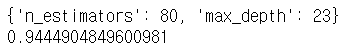 {'n_estimators': 80, 'max_depth': 23}
0.9444904849600981